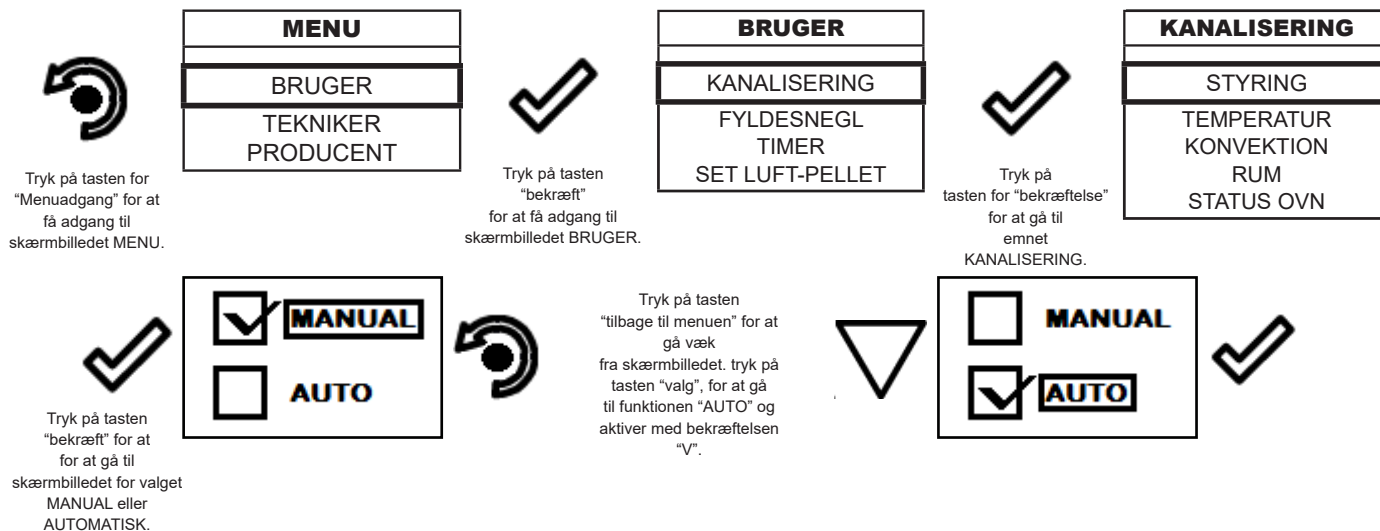 MENU
BRUGER
TEKNIKER
PRODUCENT
Tryk på tasten for
“Menuadgang” for at
få adgang til
skærmbilledet MENU.
BRUGER
KANALISERING
FYLDESNEGL
TIMER
SET LUFT-PELLET
Tryk på tasten
“bekræft”
for at få adgang til
skærmbilledet BRUGER.
KANALISERING
STYRING
TEMPERATUR
KONVEKTION
RUM
STATUS OVN
Tryk på
tasten for “bekræftelse”
for at gå til
emnet
KANALISERING.
MANUAL
AUTO
Tryk på tasten
“bekræft” for at
for at gå til
skærmbilledet for valget
MANUAL eller
AUTOMATISK.
Tryk på tasten
“tilbage til menuen” for at
gå væk
fra skærmbilledet. tryk på
tasten “valg”, for at gå
til funktionen “AUTO” og
aktiver med bekræftelsen
“V”.
MANUAL
AUTO